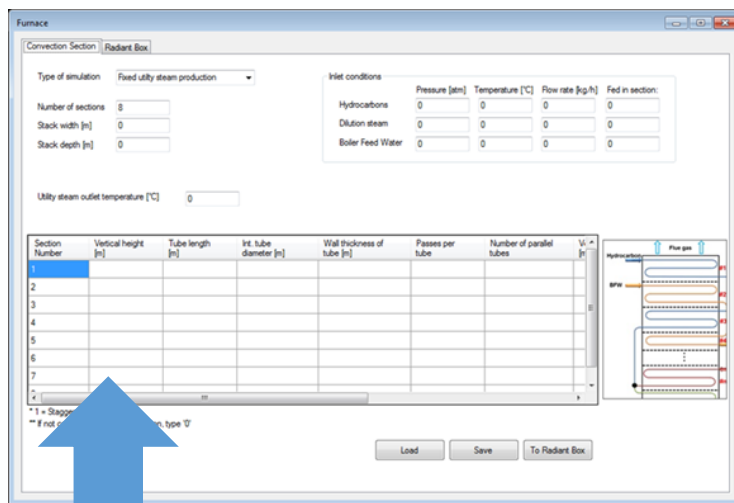 Furnace
Convection Section Radiant Box
Type of simulation Fixed utilty steam production
Number of sections 8
Stack width [m] 0
Stack depth [m] 0
Inlet conditions
Pressure [atm] Temperature [°C] Flow rate [kg/h] Fed in section:
Hydrocarbons 0 0 0 0
Dilution steam 0 0 0 0
Boiler Feed Water 0 0 0 0
Utility steam outlet temperature [°C] 0
Section Number Vertical height [m] Tube length [m] Int. tube diameter [m] Wall thickness of tube [m] Passes per tube Number of parallel tubes
1
2
3
4
5
6
7
Flue gas
Hydrocarbon
#1
BFW
#2
#3
* 1 = Stagge
** If not n, type '0'
Load Save To Radiant Box